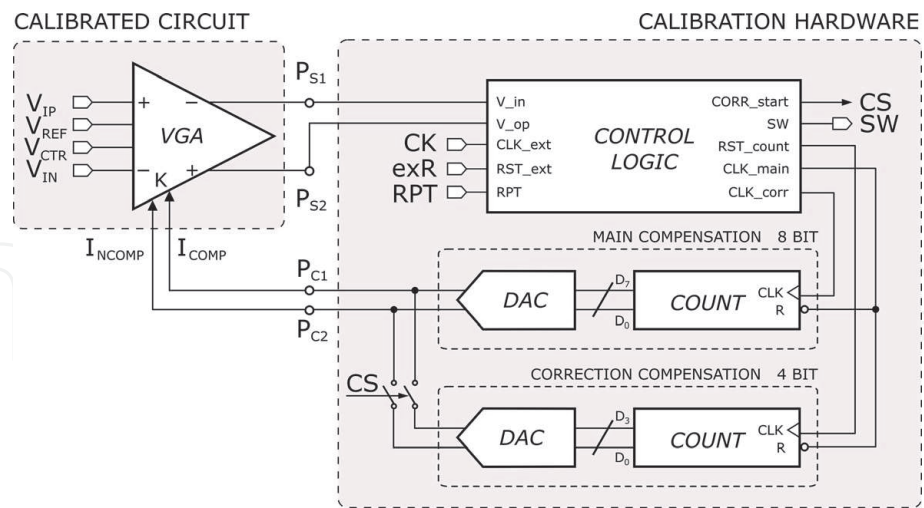 CALIBRATED CIRCUIT
CALIBRATION HARDWARE
V_IP
V_REF
V_CTR
V_IN
+
−
−
+
VGA
K
P_S1
P_S2
V_in
V_op
CLK_ext
RST_ext
RPT
CONTROL
LOGIC
CORR_start
SW
RST_count
CLK_main
CLK_corr
CK
exR
RPT
CS
SW
I_NCOMP
I_COMP
P_C1
P_C2
MAIN COMPENSATION 8 BIT
DAC
D_7
D_0
COUNT
CLK
R
CS
CORRECTION COMPENSATION 4 BIT
DAC
D_3
D_0
COUNT
CLK
R